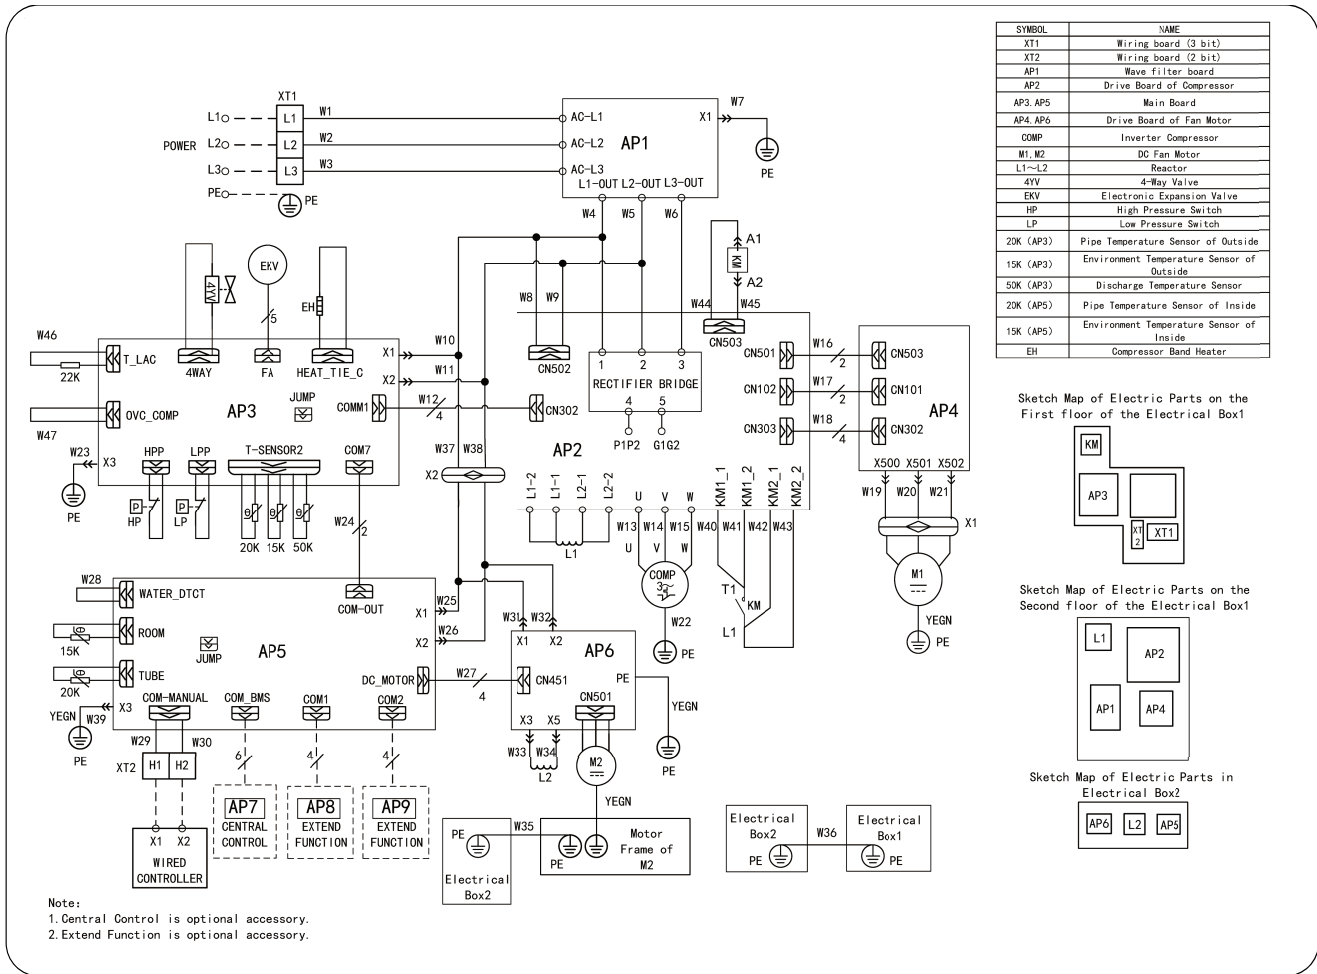 SYMBOL NAME
XT1 Wiring board (3 bit)
XT2 Wiring board (2 bit)
AP1 Wave filter board
AP2 Drive Board of Compressor
AP3. AP5 Main Board
AP4. AP6 Drive Board of Fan Motor
COMP Inverter Compressor
M1, M2 DC Fan Motor
L1~L2 Reactor
4YV 4-Way Valve
EKV Electronic Expansion Valve
HP High Pressure Switch
LP Low Pressure Switch
20K (AP3) Pipe Temperature Sensor of Outside
15K (AP3) Environment Temperature Sensor of
Outside
50K (AP3) Discharge Temperature Sensor
20K (AP5) Pipe Temperature Sensor of Inside
15K (AP5) Environment Temperature Sensor of
Inside
EH Compressor Band Heater
XT1
L1 L1 W1 AC-L1
POWER L2 L2 W2 AC-L2
L3 L3 W3 AC-L3
PE PE
AP1
X1 W7
PE
L1-OUT L2-OUT L3-OUT
W4 W5 W6
A1
KM
A2
W44 W45
CN503
4YV
EKV
5
EH
W8 W9
W46
T_LAC
22K
4WAY
FA
HEAT_TIE_C
X1 W10
X2 W11
CN502
1 2 3
RECTIFIER BRIDGE
4 5
P1P2 G1G2
CN501 W16 2 CN503
CN102 W17 2 CN101
CN303 W18 4 CN302
AP4
OVC_COMP
W47
AP3
JUMP
COMM1 W12 4 CN302
AP2
W23 X3
PE
HPP LPP T-SENSOR2 COM7
W37 W38
X2
L1-2 L1-1 L2-1 L2-2
U V W
KM1_1 KM1_2 KM2_1 KM2_2
X500 X501 X502
W19 W20 W21
X1
P HP
P LP
θ θ θ
20K 15K 50K
W24 2
L1
W13 W14 W15 W40 W41 W42 W43
U V W
COMP
3~
T1
KM
L1
W22
PE
M1
YEGN
PE
W28
WATER_DTCT
COM-OUT
X1 W25
X2 W26
W31 W32
X1 X2
θ
15K
ROOM
JUMP
AP5
AP6
θ
20K
TUBE
DC_MOTOR W27 4 CN451
PE
YEGN
PE
X3
YEGN W39
PE
COM-MANUAL COM_BMS COM1 COM2
CN501
X3 X5
W33 W34
L2
M2
YEGN
W29 W30
XT2 H1 H2
6 4 4
AP7
CENTRAL
CONTROL
AP8
EXTEND
FUNCTION
AP9
EXTEND
FUNCTION
X1 X2
WIRED
CONTROLLER
PE W35 PE
Electrical
Box2
Motor
Frame of
M2
Electrical
Box2
PE
W36
Electrical
Box1
PE
Sketch Map of Electric Parts on the
First floor of the Electrical Box1
KM
AP3
XT
2
XT1
Sketch Map of Electric Parts on the
Second floor of the Electrical Box1
L1
AP2
AP1
AP4
Sketch Map of Electric Parts in
Electrical Box2
AP6 L2 AP5
Note:
1. Central Control is optional accessory.
2. Extend Function is optional accessory.